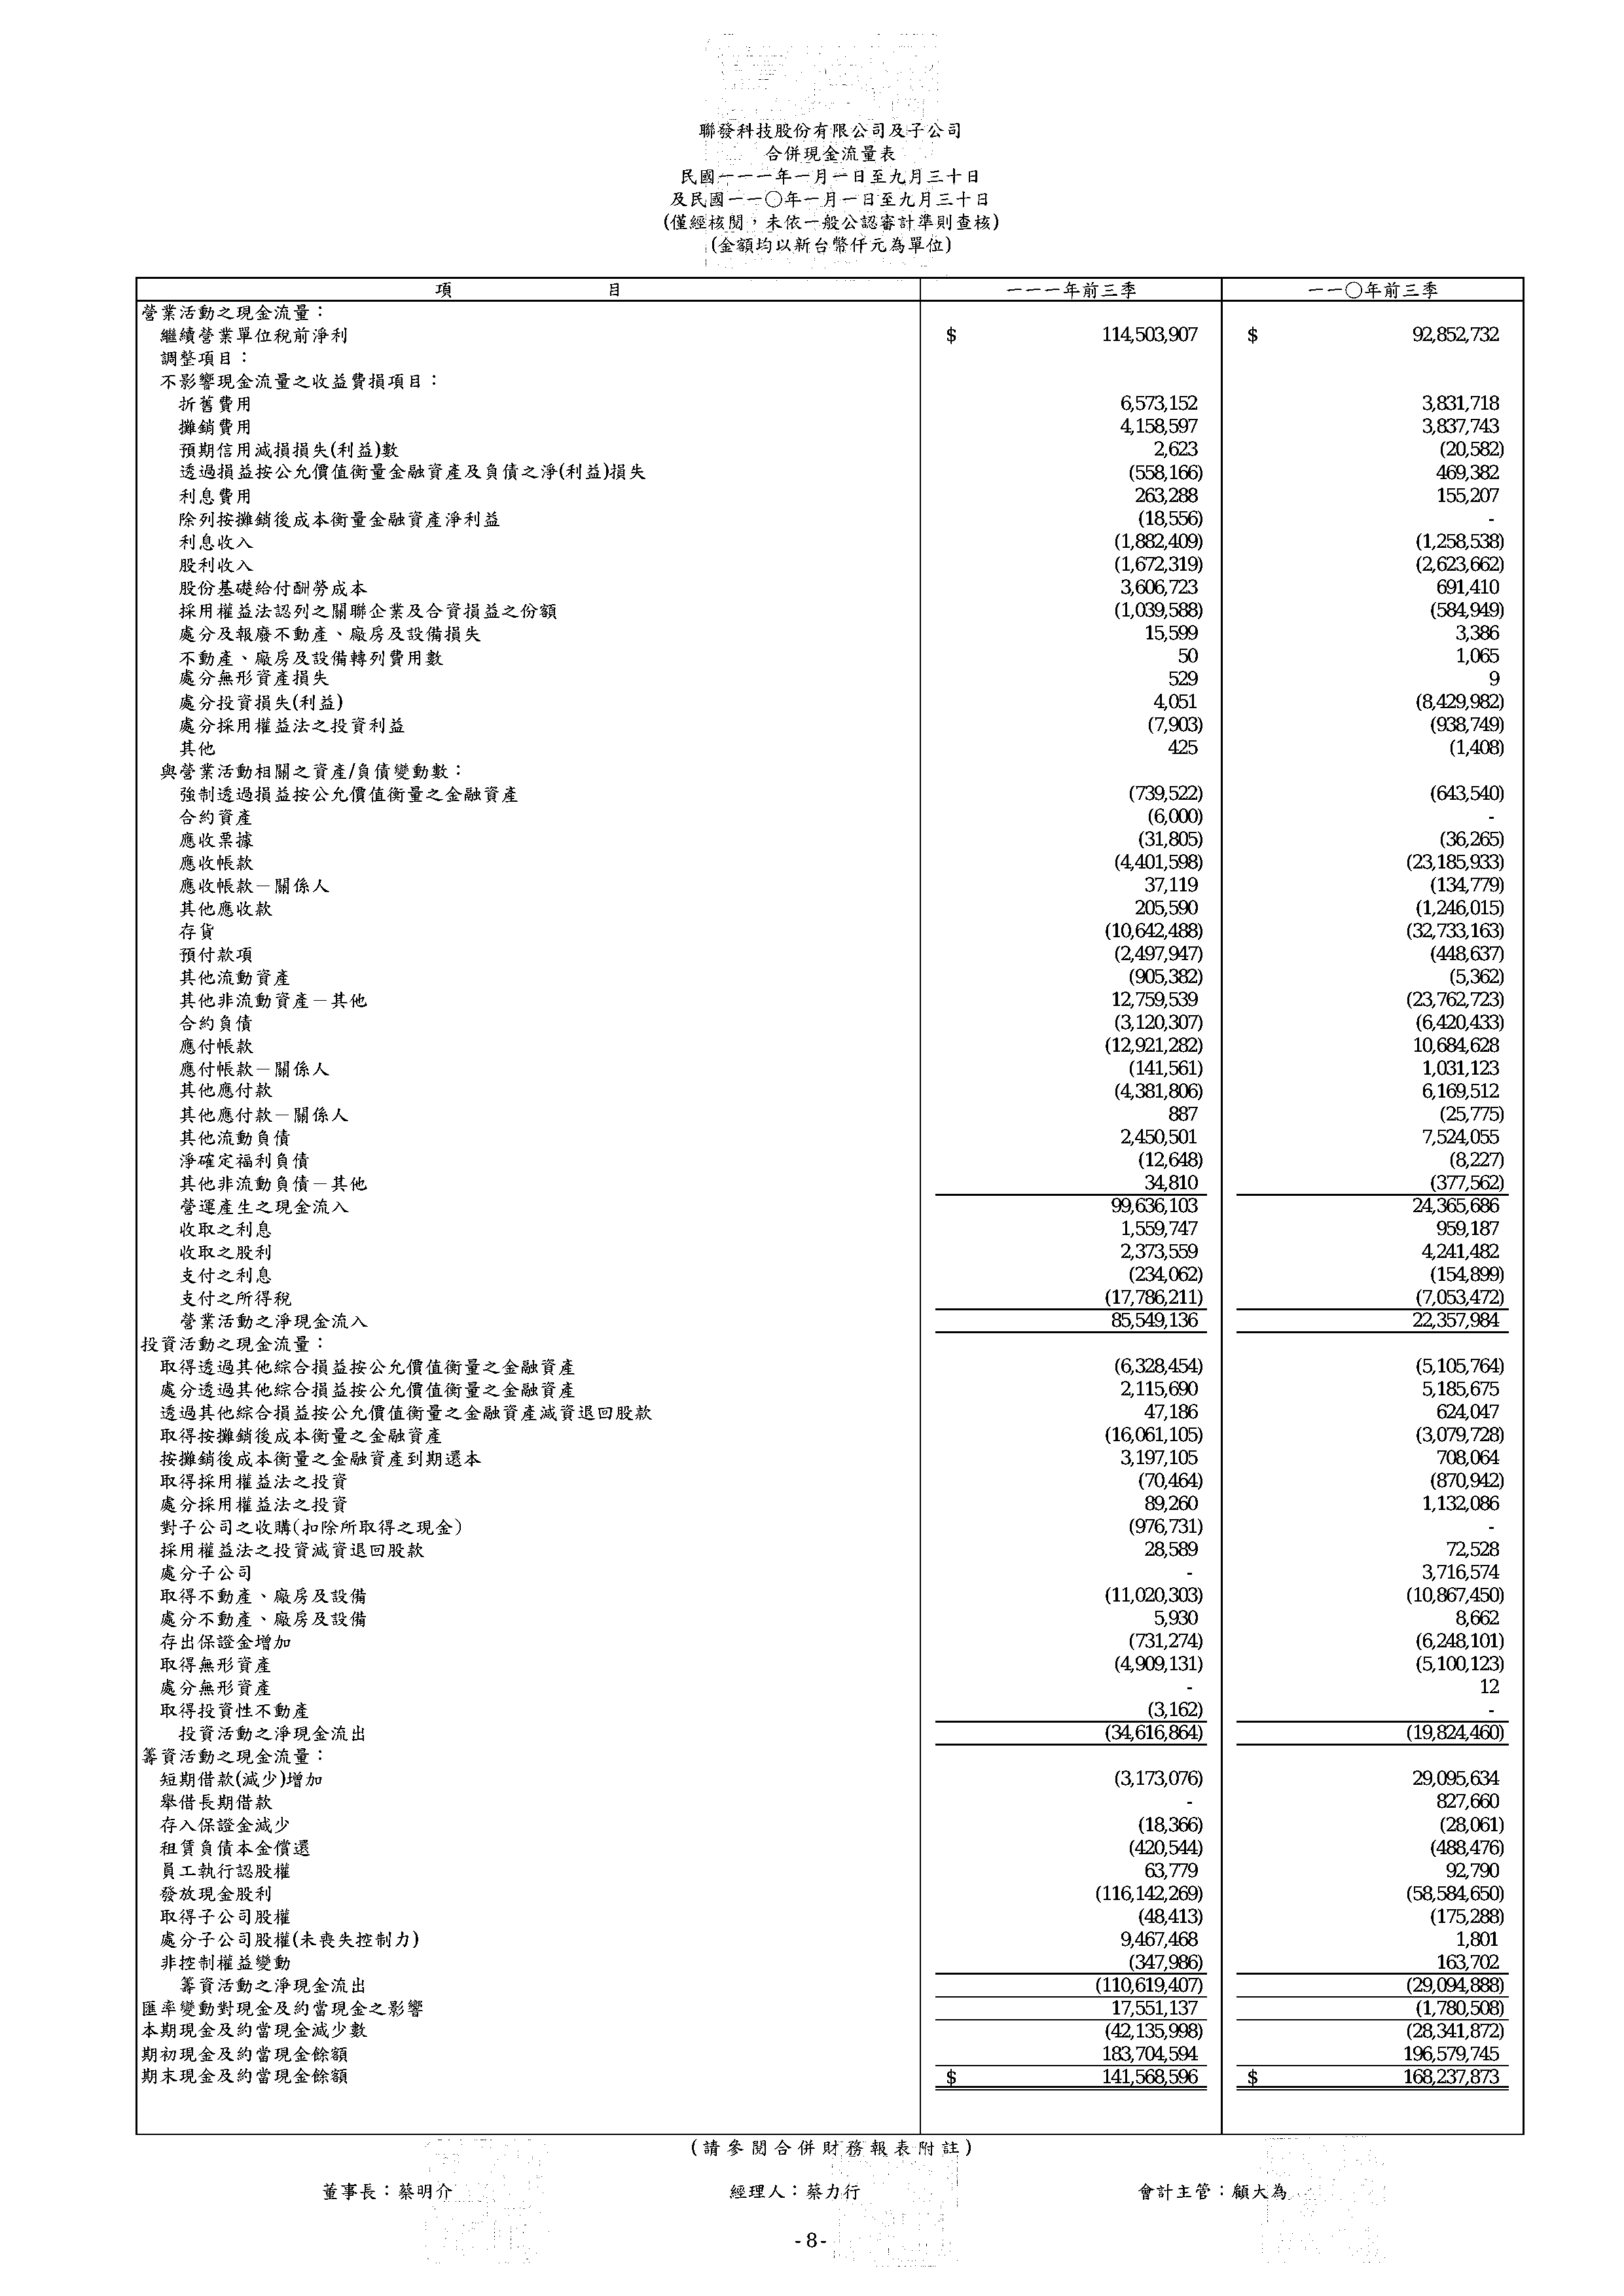 聯發科技股份有限公司及子公司
合併現金流量表
民國一一一年一月一日至九月三十日
及民國一一〇年一月一日至九月三十日
(僅經核閱，未依一般公認審計準則查核)
(金額均以新台幣仟元為單位)
項 目 一一一年前三季 一一〇年前三季
營業活動之現金流量：
繼續營業單位稅前淨利 $ 114,503,907 $ 92,852,732
調整項目：
不影響現金流量之收益費損項目：
折舊費用 6,573,152 3,831,718
攤銷費用 4,158,597 3,837,743
預期信用減損損失(利益)數 2,623 (20,582)
透過損益按公允價值衡量金融資產及負債之淨(利益)損失 (558,166) 469,382
利息費用 263,288 155,207
除列按攤銷後成本衡量金融資產淨利益 (18,556) -
利息收入 (1,882,409) (1,258,538)
股利收入 (1,672,319) (2,623,662)
股份基礎給付酬勞成本 3,606,723 691,410
採用權益法認列之關聯企業及合資損益之份額 (1,039,588) (584,949)
處分及報廢不動產、廠房及設備損失 15,599 3,386
不動產、廠房及設備轉列費用數 50 1,065
處分無形資產損失 529 9
處分投資損失(利益) 4,051 (8,429,982)
處分採用權益法之投資利益 (7,903) (938,749)
其他 425 (1,408)
與營業活動相關之資產/負債變動數：
強制透過損益按公允價值衡量之金融資產 (739,522) (643,540)
合約資產 (6,000) -
應收票據 (31,805) (36,265)
應收帳款 (4,401,598) (23,185,933)
應收帳款－關係人 37,119 (134,779)
其他應收款 205,590 (1,246,015)
存貨 (10,642,488) (32,733,163)
預付款項 (2,497,947) (448,637)
其他流動資產 (905,382) (5,362)
其他非流動資產－其他 12,759,539 (23,762,723)
合約負債 (3,120,307) (6,420,433)
應付帳款 (12,921,282) 10,684,628
應付帳款－關係人 (141,561) 1,031,123
其他應付款 (4,381,806) 6,169,512
其他應付款－關係人 887 (25,775)
其他流動負債 2,450,501 7,524,055
淨確定福利負債 (12,648) (8,227)
其他非流動負債－其他 34,810 (377,562)
營運產生之現金流入 99,636,103 24,365,686
收取之利息 1,559,747 959,187
收取之股利 2,373,559 4,241,482
支付之利息 (234,062) (154,899)
支付之所得稅 (17,786,211) (7,053,472)
營業活動之淨現金流入 85,549,136 22,357,984
投資活動之現金流量：
取得透過其他綜合損益按公允價值衡量之金融資產 (6,328,454) (5,105,764)
處分透過其他綜合損益按公允價值衡量之金融資產 2,115,690 5,185,675
透過其他綜合損益按公允價值衡量之金融資產減資退回股款 47,186 624,047
取得按攤銷後成本衡量之金融資產 (16,061,105) (3,079,728)
按攤銷後成本衡量之金融資產到期還本 3,197,105 708,064
取得採用權益法之投資 (70,464) (870,942)
處分採用權益法之投資 89,260 1,132,086
對子公司之收購(扣除所取得之現金) (976,731) -
採用權益法之投資減資退回股款 28,589 72,528
處分子公司 - 3,716,574
取得不動產、廠房及設備 (11,020,303) (10,867,450)
處分不動產、廠房及設備 5,930 8,662
存出保證金增加 (731,274) (6,248,101)
取得無形資產 (4,909,131) (5,100,123)
處分無形資產 - 12
取得投資性不動產 (3,162) -
投資活動之淨現金流出 (34,616,864) (19,824,460)
籌資活動之現金流量：
短期借款(減少)增加 (3,173,076) 29,095,634
舉借長期借款 - 827,660
存入保證金減少 (18,366) (28,061)
租賃負債本金償還 (420,544) (488,476)
員工執行認股權 63,779 92,790
發放現金股利 (116,142,269) (58,584,650)
取得子公司股權 (48,413) (175,288)
處分子公司股權(未喪失控制力) 9,467,468 1,801
非控制權益變動 (347,986) 163,702
籌資活動之淨現金流出 (110,619,407) (29,094,888)
匯率變動對現金及約當現金之影響 17,551,137 (1,780,508)
本期現金及約當現金減少數 (42,135,998) (28,341,872)
期初現金及約當現金餘額 183,704,594 196,579,745
期末現金及約當現金餘額 $ 141,568,596 $ 168,237,873
(請參閱合併財務報表附註)
董事長：蔡明介 經理人：蔡力行 會計主管：顧大為
- 8 -